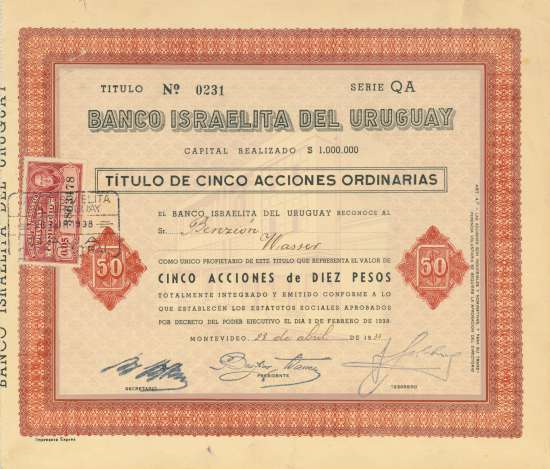 TITULO Nº 0231 SERIE QA
BANCO ISRAELITA DEL URUGUAY
CAPITAL REALIZADO $ 1.000.000
TÍTULO DE CINCO ACCIONES ORDINARIAS
EL BANCO ISRAELITA DEL URUGUAY RECONOCE AL
Sr. Benzion
Wasser
COMO UNICO PROPIETARIO DE ESTE TITULO QUE REPRESENTA EL VALOR DE
50 CINCO ACCIONES de DIEZ PESOS 50
TOTALMENTE INTEGRADO Y EMITIDO CONFORME A LO
QUE ESTABLECEN LOS ESTATUTOS SOCIALES APROBADOS
POR DECRETO DEL PODER EJECUTIVO EL DIA 2 DE FEBRERO DE 1938
MONTEVIDEO, 28 de abril DE 19
SECRETARIO
PRESIDENTE
TESORERO
Impresora Exprés
BANCO ISRAELITA DEL URUGUAY